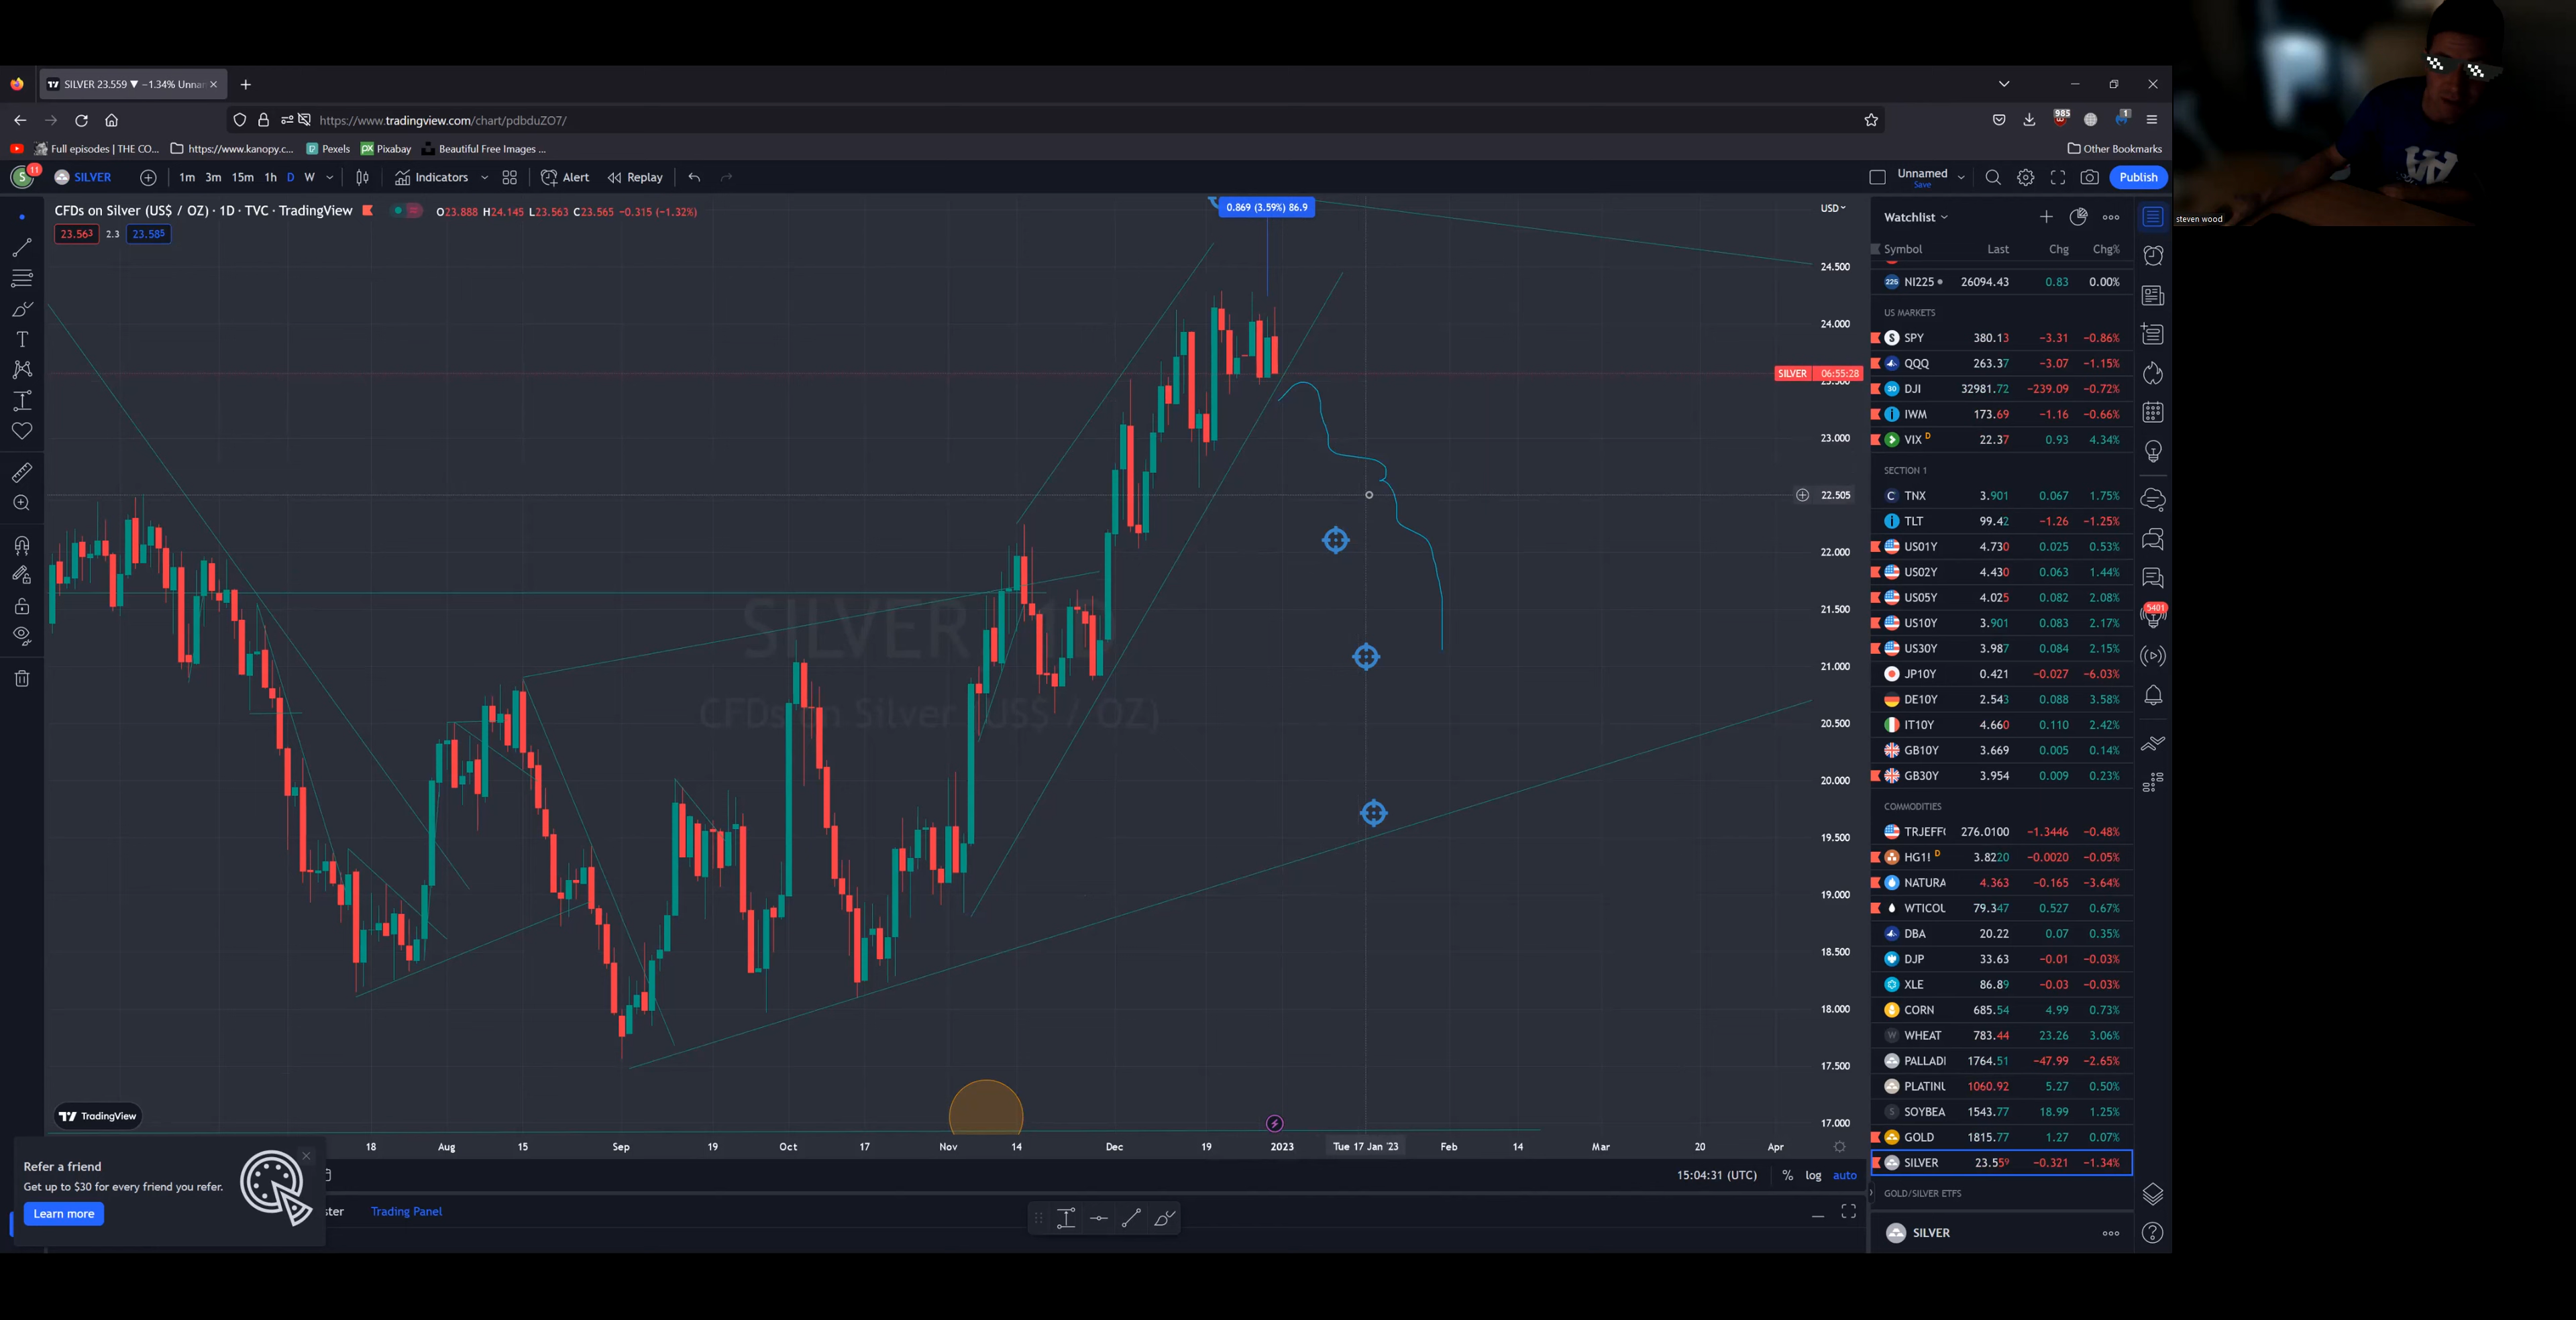 SILVER 23.559 ▼ −1.34% Unnar
https://www.tradingview.com/chart/pdbduZO7/
985
1
Full episodes | THE CO...
https://www.kanopy.c...
Pexels
px Pixabay
Beautiful Free Images ...
Other Bookmarks
S 11
SILVER
1m 3m 15m 1h D W
Indicators
Alert
Replay
Unnamed
Save
Publish
CFDs on Silver (US$ / OZ) · 1D · TVC · TradingView
O23.888 H24.145 L23.563 C23.565 −0.315 (−1.32%)
23.563 2.3 23.585
0.869 (3.59%) 86.9
USD
24.500
24.000
SILVER 06:55:28
23.500
23.000
22.505
22.000
21.500
21.000
20.500
20.000
19.500
19.000
18.500
18.000
17.500
17.000
SILVER 1D
CFDs on Silver (US$ / OZ)
TradingView
18 Aug 15 Sep 19 Oct 17 Nov 14 Dec 19 2023 Tue 17 Jan '23 Feb 14 Mar 20 Apr
15:04:31 (UTC) % log auto
Refer a friend
Get up to $30 for every friend you refer.
Learn more
ster
Trading Panel
Watchlist
Symbol Last Chg Chg%
225 NI225 26094.43 0.83 0.00%
US MARKETS
S SPY 380.13 −3.31 −0.86%
QQQ 263.37 −3.07 −1.15%
30 DJI 32981.72 −239.09 −0.72%
IWM 173.69 −1.16 −0.66%
VIX D 22.37 0.93 4.34%
SECTION 1
C TNX 3.901 0.067 1.75%
TLT 99.42 −1.26 −1.25%
US01Y 4.730 0.025 0.53%
US02Y 4.430 0.063 1.44%
US05Y 4.025 0.082 2.08%
US10Y 3.901 0.083 2.17%
US30Y 3.987 0.084 2.15%
JP10Y 0.421 −0.027 −6.03%
DE10Y 2.543 0.088 3.58%
IT10Y 4.660 0.110 2.42%
GB10Y 3.669 0.005 0.14%
GB30Y 3.954 0.009 0.23%
COMMODITIES
TRJEFF 276.0100 −1.3446 −0.48%
HG1! D 3.8220 −0.0020 −0.05%
NATURA 4.363 −0.165 −3.64%
WTICOL 79.347 0.527 0.67%
DBA 20.22 0.07 0.35%
DJP 33.63 −0.01 −0.03%
XLE 86.89 −0.03 −0.03%
CORN 685.54 4.99 0.73%
W WHEAT 783.44 23.26 3.06%
PALLADI 1764.51 −47.99 −2.65%
PLATINU 1060.92 5.27 0.50%
S SOYBEA 1543.77 18.99 1.25%
GOLD 1815.77 1.27 0.07%
SILVER 23.559 −0.321 −1.34%
GOLD/SILVER ETFS
SILVER
5401
steven wood
W